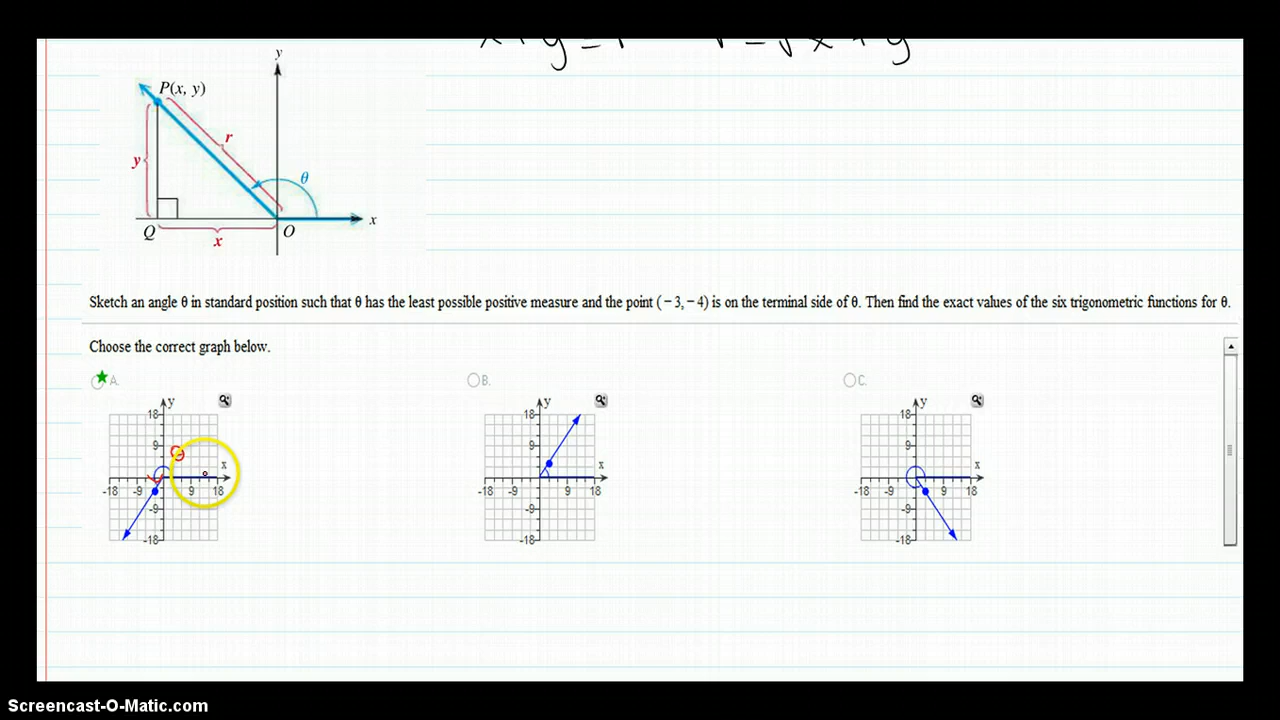 y
P(x, y)
r
y
θ
x
Q
x
O
Sketch an angle θ in standard position such that θ has the least possible positive measure and the point (−3,−4) is on the terminal side of θ. Then find the exact values of the six trigonometric functions for θ.
Choose the correct graph below.
A.
B.
C.
18 y
18 y
18 y
9
9
9
θ
x
x
x
-18 -9 9 18
-18 -9 9 18
-18 -9 9 18
-9
-9
-9
-18
-18
-18
Screencast-O-Matic.com